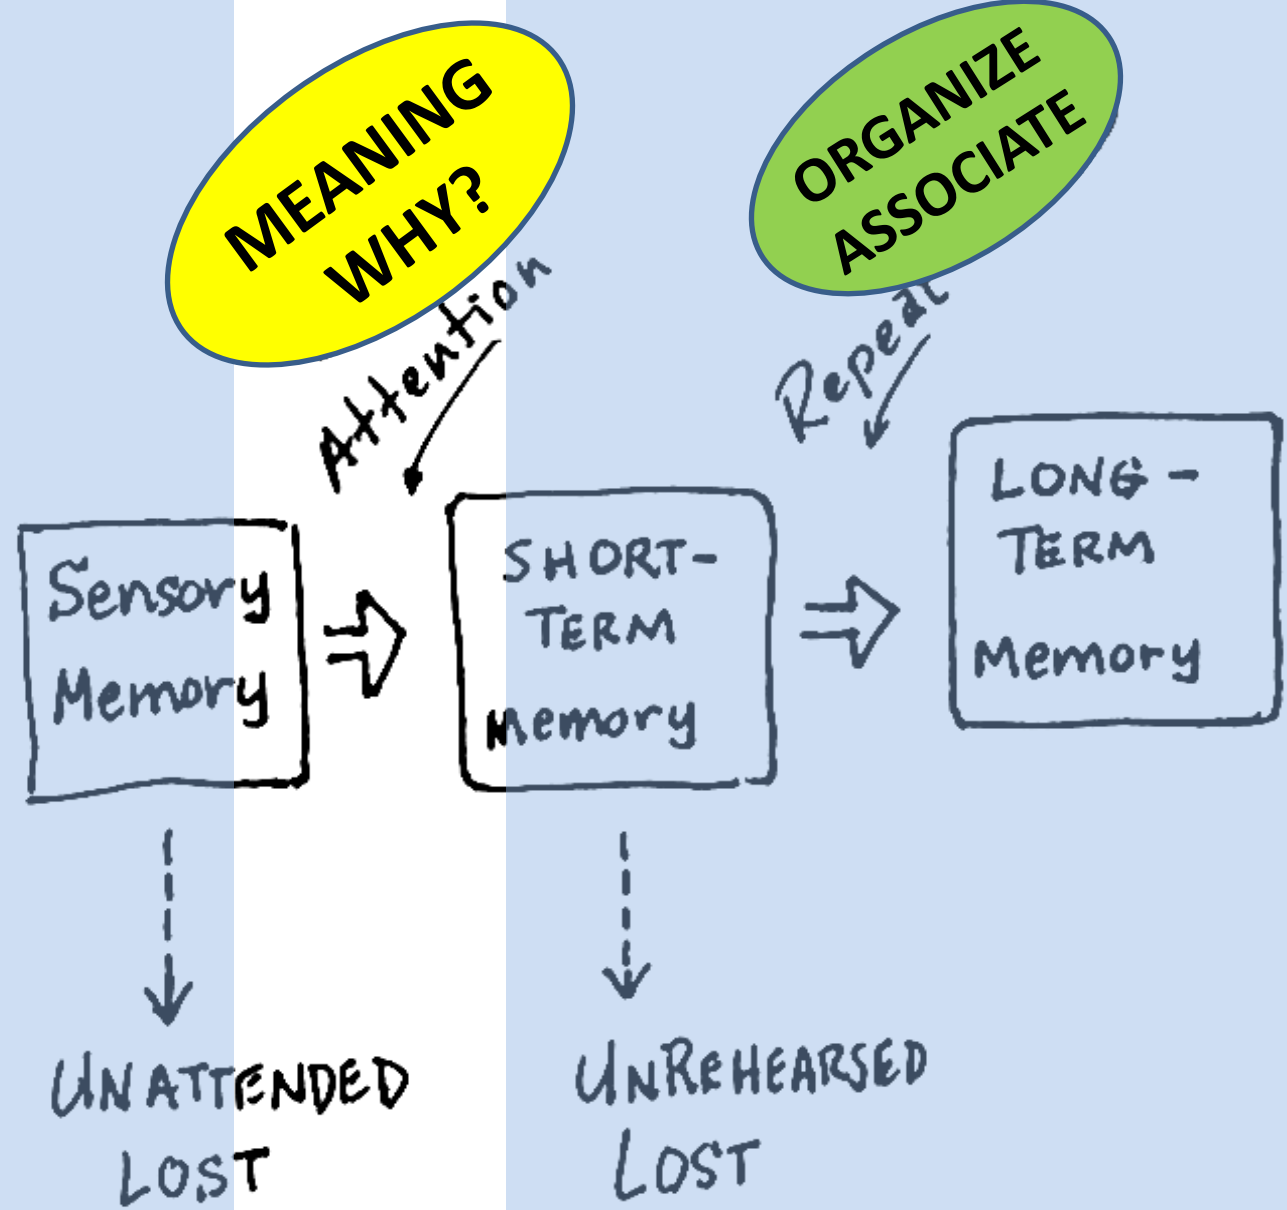 MEANING
WHY?
ORGANIZE
ASSOCIATE
Attention
Repeat
Sensory
Memory
SHORT-
TERM
Memory
LONG-
TERM
Memory
UNATTENDED
LOST
UNREHEARSED
LOST